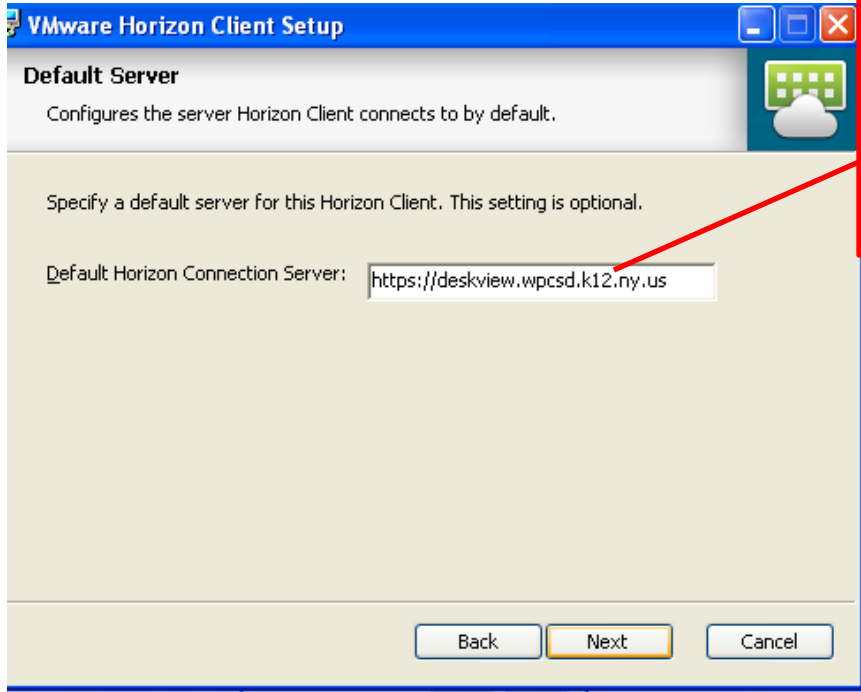 VMware Horizon Client Setup
Default Server
Configures the server Horizon Client connects to by default.
Specify a default server for this Horizon Client. This setting is optional.
Default Horizon Connection Server: https://deskview.wpcsd.k12.ny.us
Back Next Cancel